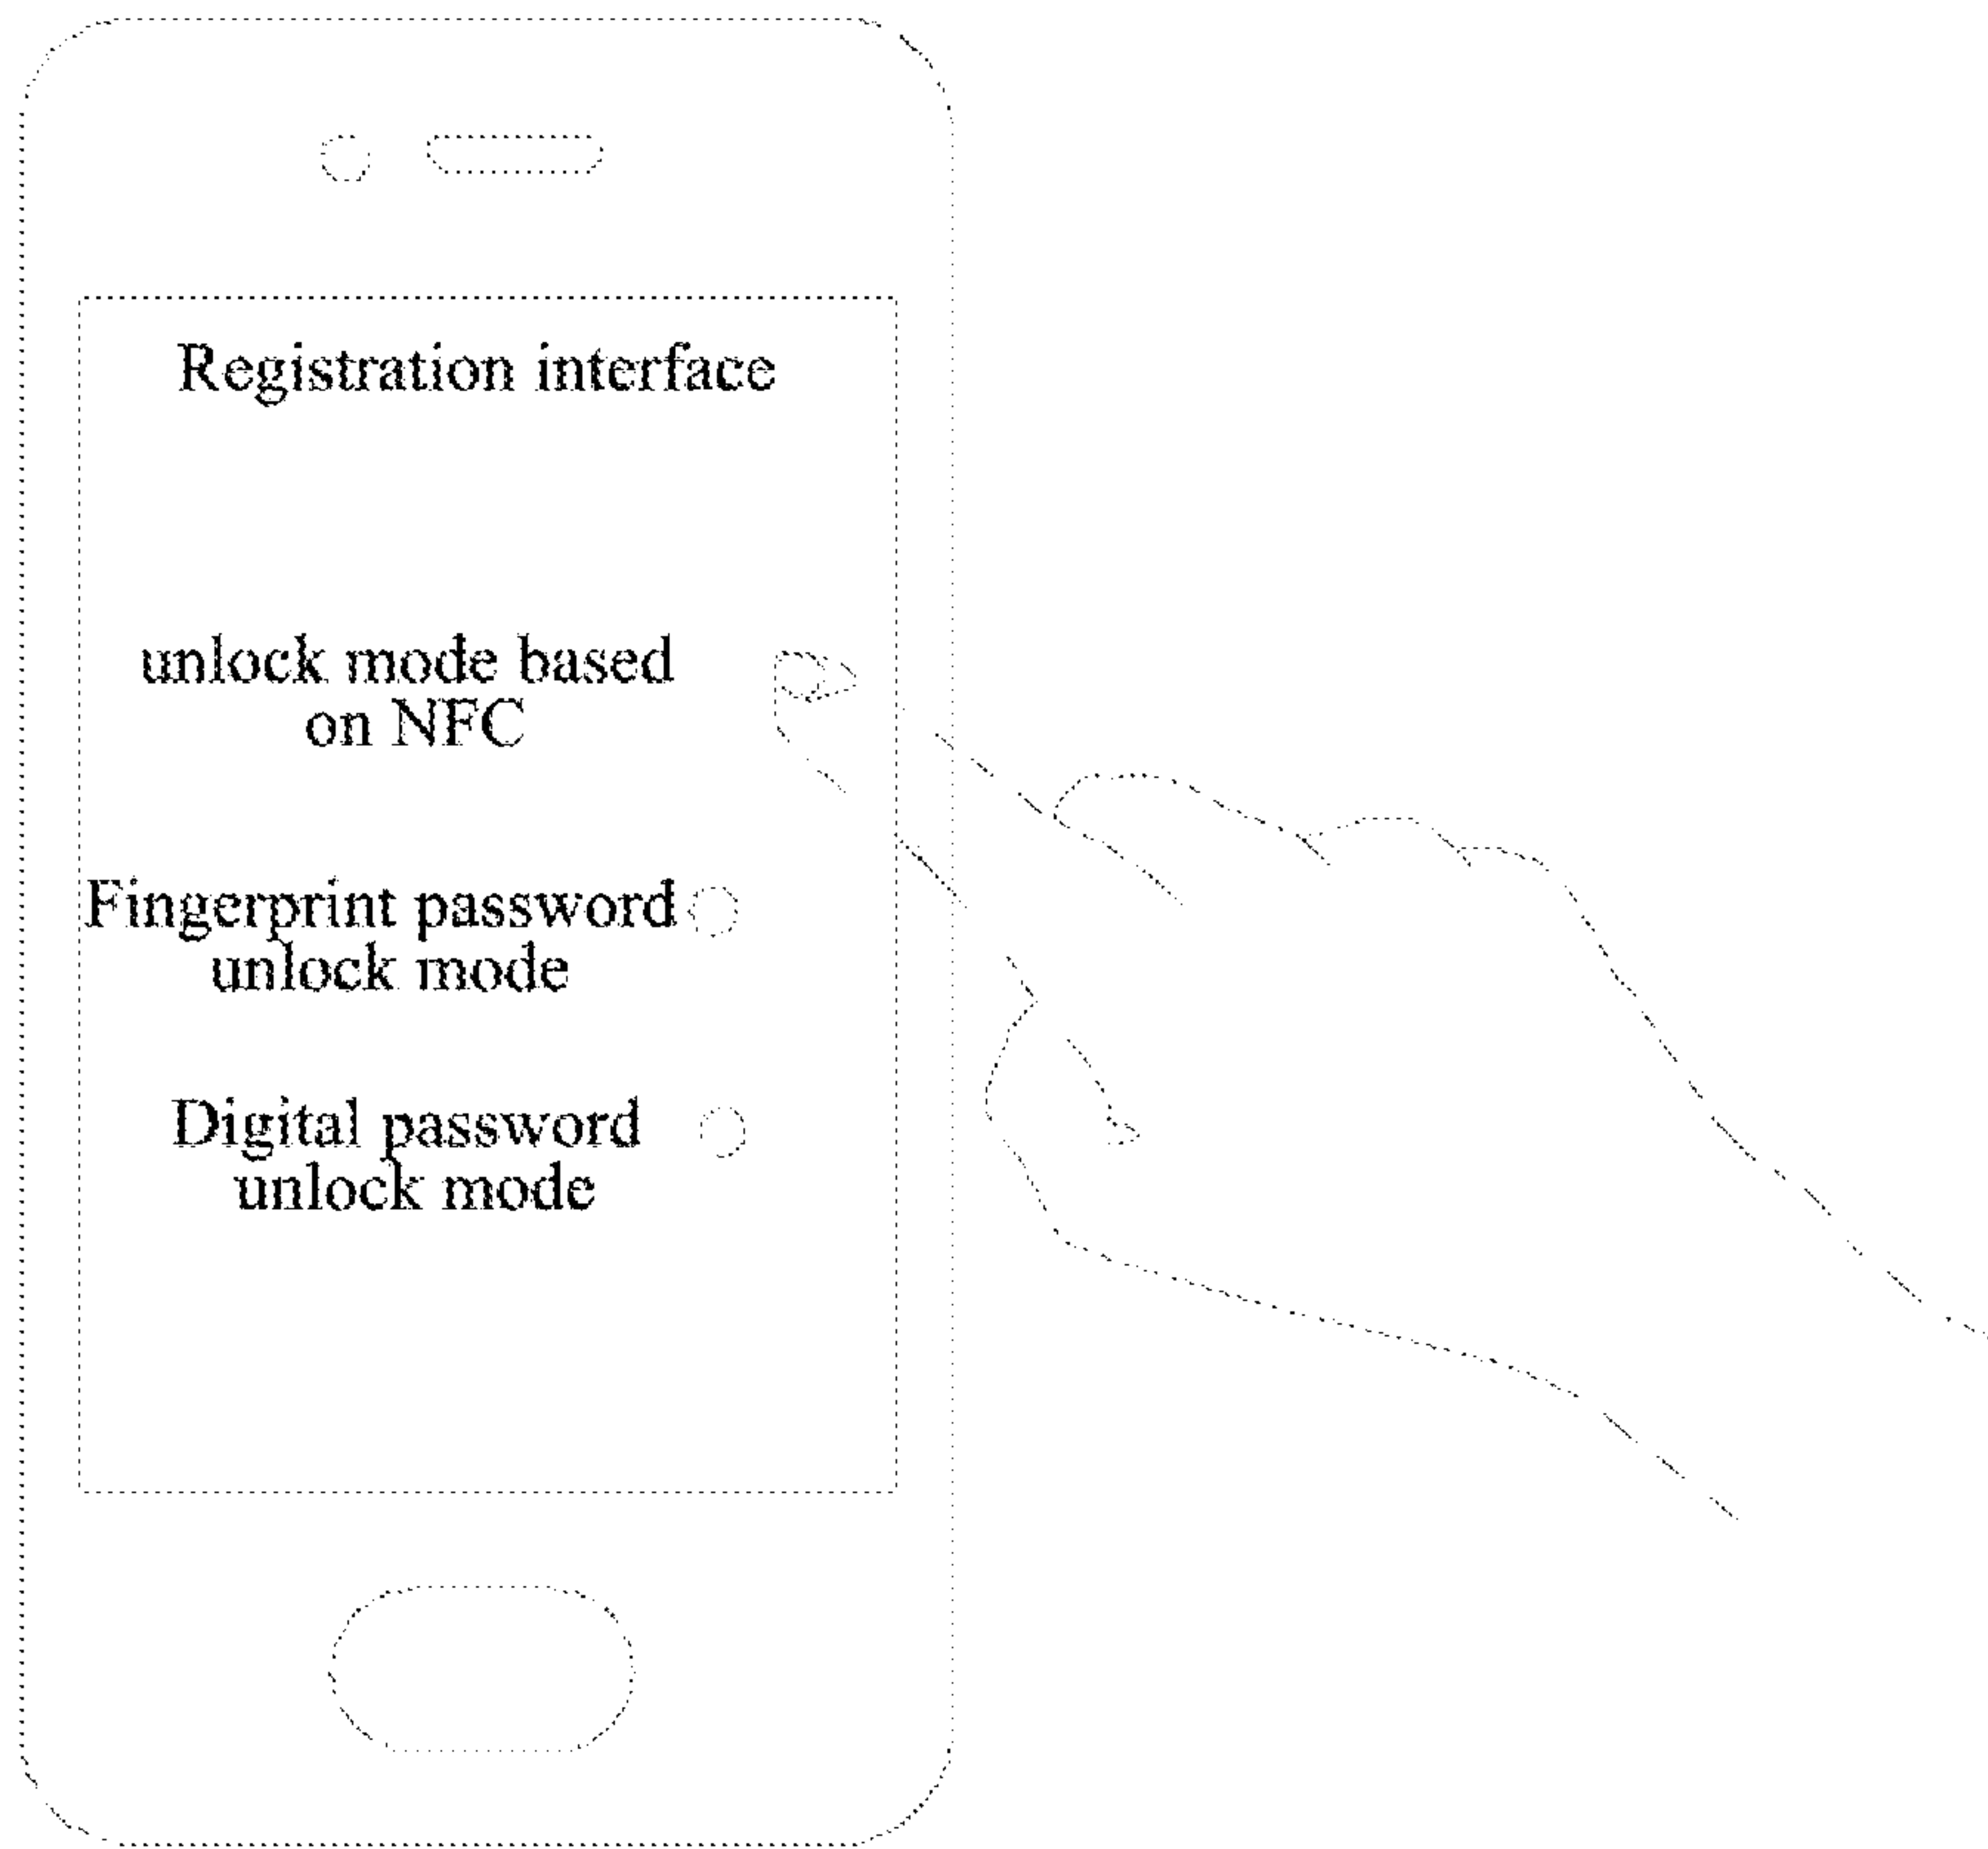 Registration interface
unlock mode based
on NFC
Fingerprint password
unlock mode
Digital password
unlock mode